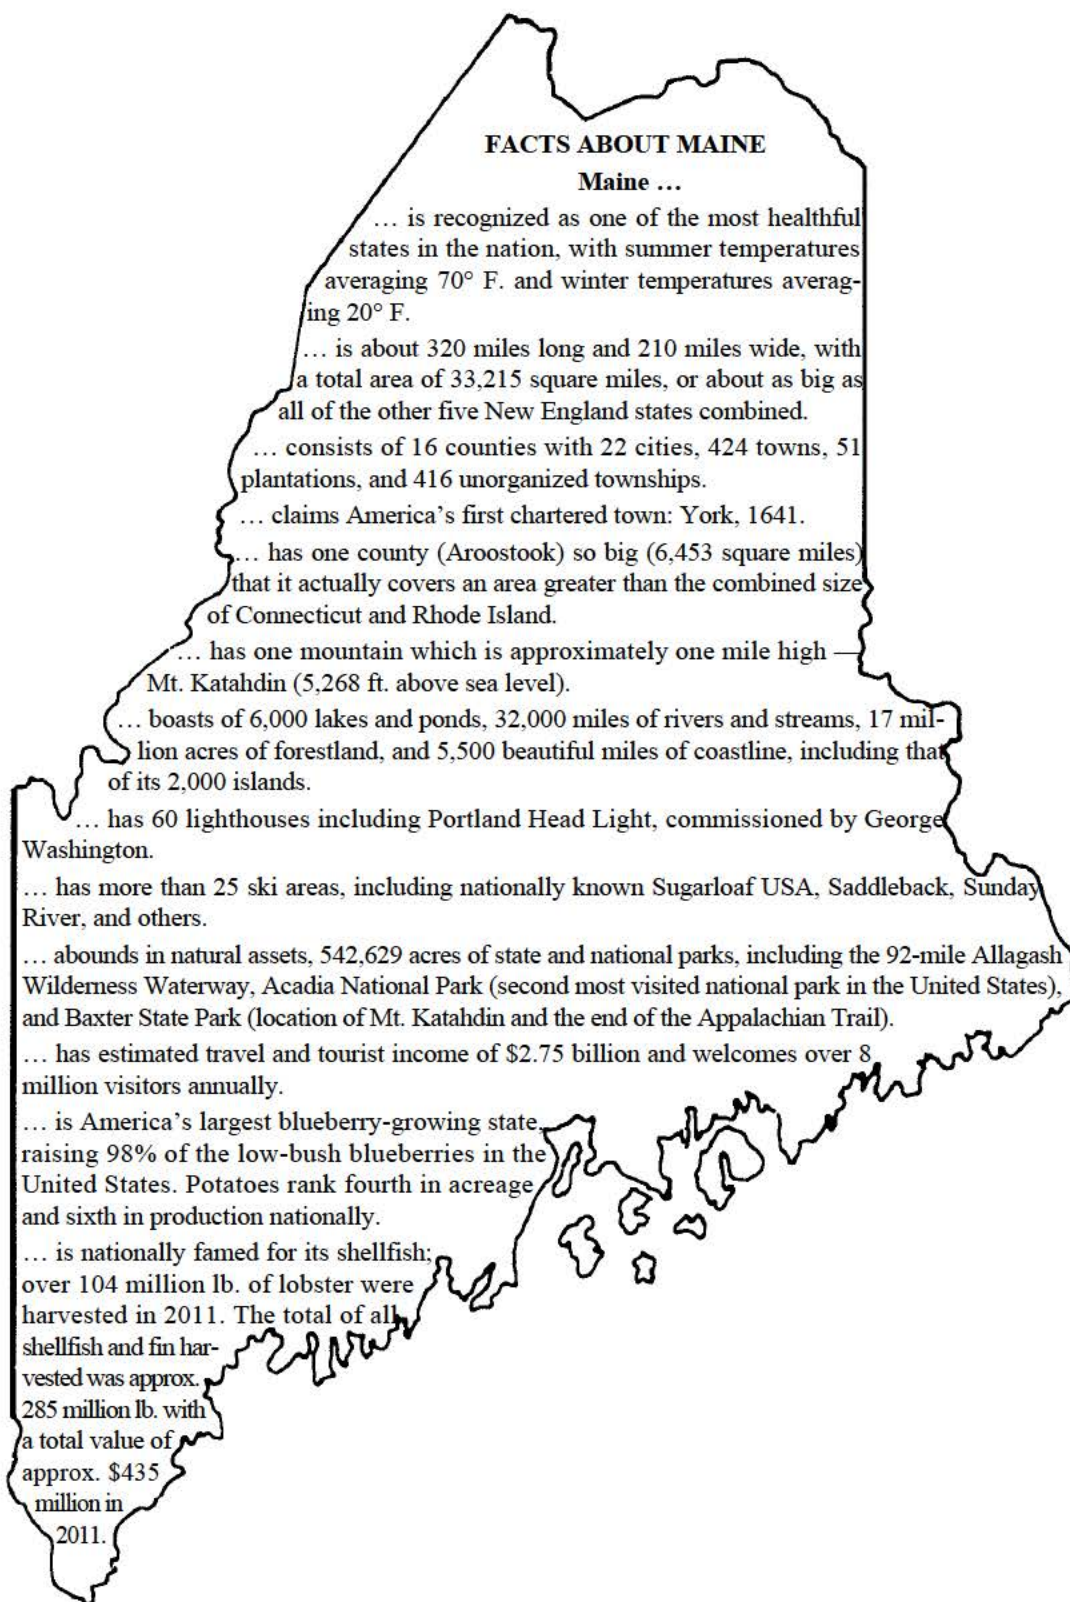 FACTS ABOUT MAINE
Maine …
… is recognized as one of the most healthful
states in the nation, with summer temperatures
averaging 70° F. and winter temperatures averag-
ing 20° F.
… is about 320 miles long and 210 miles wide, with
a total area of 33,215 square miles, or about as big as
all of the other five New England states combined.
… consists of 16 counties with 22 cities, 424 towns, 51
plantations, and 416 unorganized townships.
… claims America’s first chartered town: York, 1641.
… has one county (Aroostook) so big (6,453 square miles)
that it actually covers an area greater than the combined size
of Connecticut and Rhode Island.
… has one mountain which is approximately one mile high —
Mt. Katahdin (5,268 ft. above sea level).
… boasts of 6,000 lakes and ponds, 32,000 miles of rivers and streams, 17 mil-
lion acres of forestland, and 5,500 beautiful miles of coastline, including that
of its 2,000 islands.
… has 60 lighthouses including Portland Head Light, commissioned by George
Washington.
… has more than 25 ski areas, including nationally known Sugarloaf USA, Saddleback, Sunday
River, and others.
… abounds in natural assets, 542,629 acres of state and national parks, including the 92-mile Allagash
Wilderness Waterway, Acadia National Park (second most visited national park in the United States),
and Baxter State Park (location of Mt. Katahdin and the end of the Appalachian Trail).
… has estimated travel and tourist income of $2.75 billion and welcomes over 8
million visitors annually.
… is America’s largest blueberry-growing state,
raising 98% of the low-bush blueberries in the
United States. Potatoes rank fourth in acreage
and sixth in production nationally.
… is nationally famed for its shellfish;
over 104 million lb. of lobster were
harvested in 2011. The total of all
shellfish and fin har-
vested was approx.
285 million lb. with
a total value of
approx. $435
million in
2011.